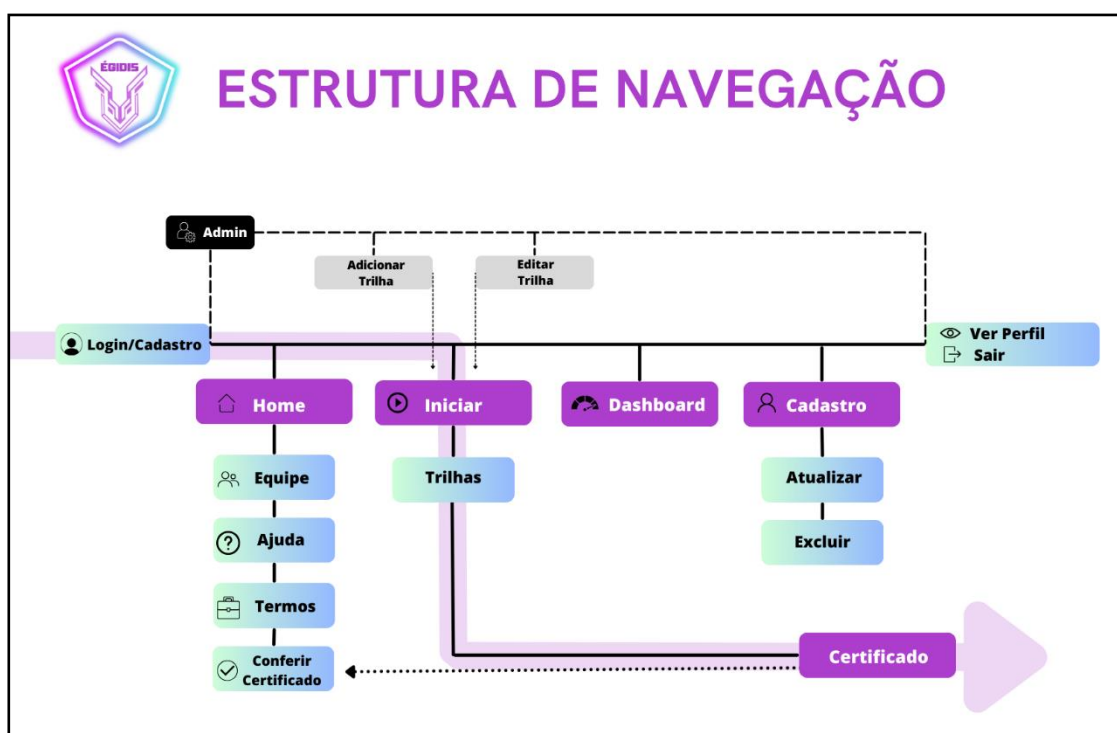 ÉGIDIS
ESTRUTURA DE NAVEGAÇÃO
Admin
Adicionar
Trilha
Editar
Trilha
Login/Cadastro
Ver Perfil
Sair
Home
Iniciar
Dashboard
Cadastro
Equipe
Trilhas
Atualizar
Ajuda
Excluir
Termos
Conferir
Certificado
Certificado